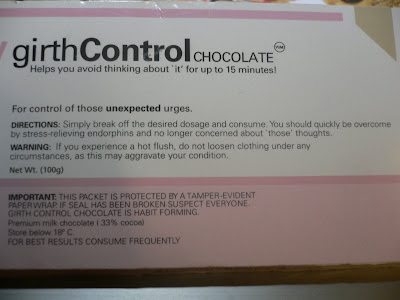 girthControl CHOCOLATE
Helps you avoid thinking about `it' for up to 15 minutes!
For control of those unexpected urges.
DIRECTIONS: Simply break off the desired dosage and consume. You should quickly be overcome
by stress-relieving endorphins and no longer concerned about 'those' thoughts.
WARNING: If you experience a hot flush, do not loosen clothing under any
circumstances, as this may aggravate your condition.
Net Wt. (100g)
IMPORTANT: THIS PACKET IS PROTECTED BY A TAMPER-EVIDENT
PAPER WRAP. IF SEAL HAS BEEN BROKEN SUSPECT EVERYONE.
GIRTH CONTROL CHOCOLATE IS HABIT FORMING.
Premium milk chocolate ( 33% cocoa)
Store below 18° C.
FOR BEST RESULTS CONSUME FREQUENTLY